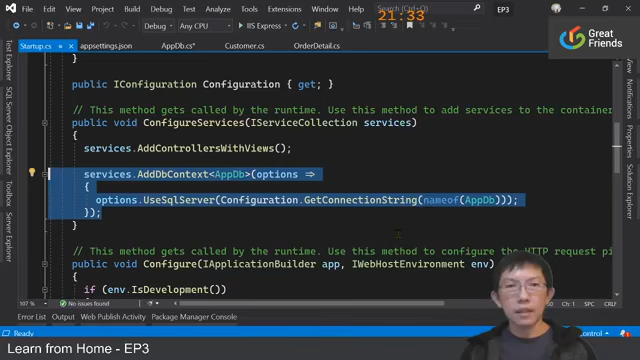 File Edit View Git Project Build Debug Test Analyze Tools Extensions Window Help Search (Ctrl+Q) EP3
21:33
Debug Any CPU IIS Express
Great
Friends
Startup.cs appsettings.json AppDb.cs* Customer.cs OrderDetail.cs
}
public IConfiguration Configuration { get; }
// This method gets called by the runtime. Use this method to add services to the container
public void ConfigureServices(IServiceCollection services)
{
services.AddControllersWithViews();
services.AddDbContext<AppDb>(options =>
{
options.UseSqlServer(Configuration.GetConnectionString(nameof(AppDb)));
});
}
// This method gets called by the runtime. Use this method to configure the HTTP request pi
public void Configure(IApplicationBuilder app, IWebHostEnvironment env)
{
if (env.IsDevelopment())
{
107 % No issues found SPC CRLF
Error List Output Web Publish Activity Package Manager Console
Ready
Test Explorer
SQL Server Object Explorer
Toolbox
Server Explorer
Properties
Solution Explorer
Team Explorer
Notifications
Learn from Home - EP3